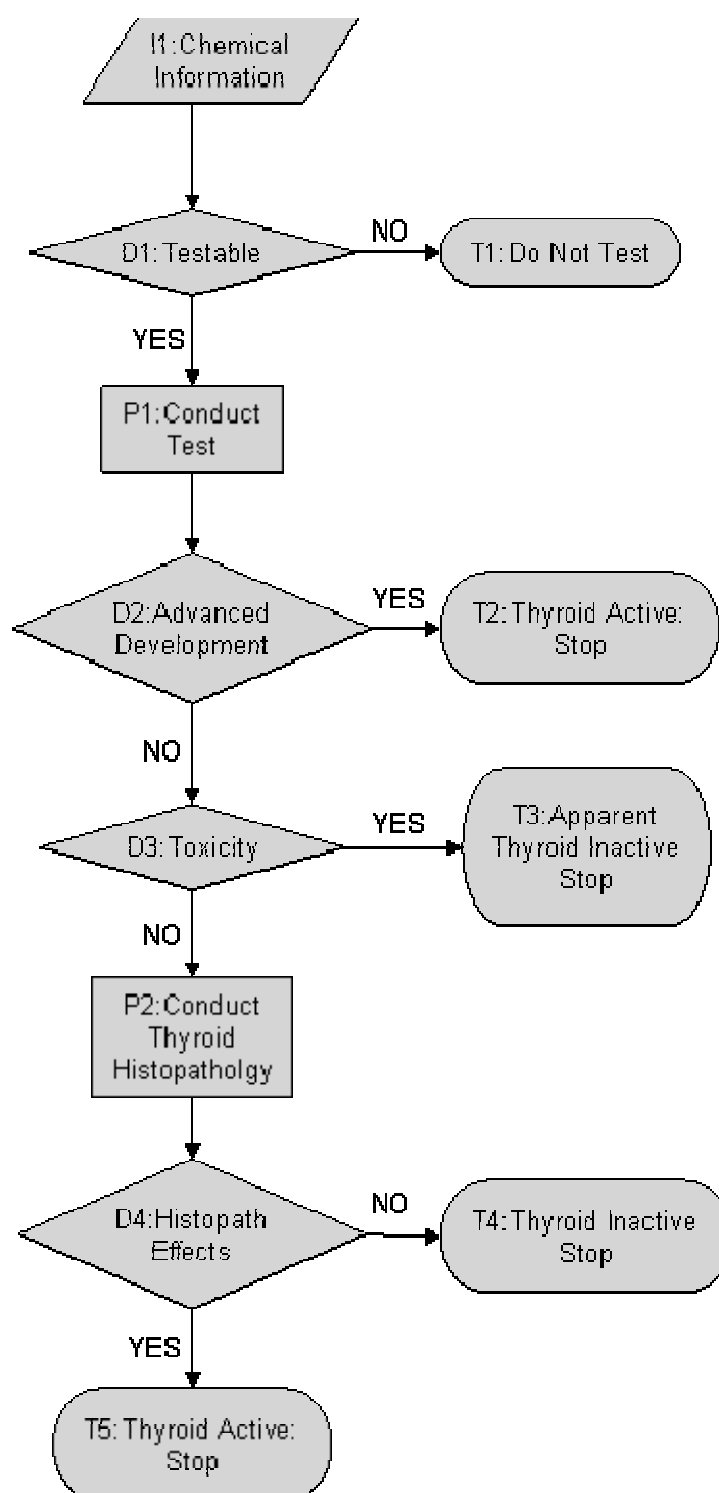 I1:Chemical
Information
D1:Testable
NO
T1:Do Not Test
YES
P1:Conduct
Test
D2:Advanced
Development
YES
T2:Thyroid Active:
Stop
NO
D3:Toxicity
YES
T3:Apparent
Thyroid Inactive
Stop
NO
P2:Conduct
Thyroid
Histopatholgy
D4:Histopath
Effects
NO
T4:Thyroid Inactive
Stop
YES
T5:Thyroid Active:
Stop